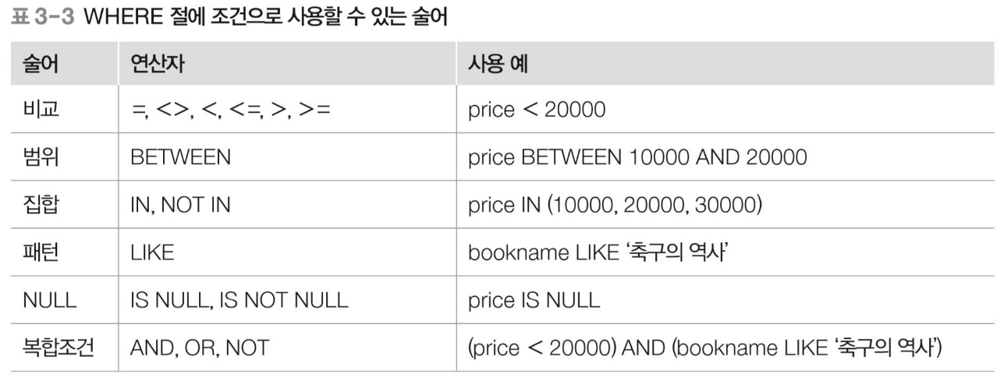 표 3-3 WHERE 절에 조건으로 사용할 수 있는 술어
술어 연산자 사용 예
비교 =, <>, <, <=, >, >= price < 20000
범위 BETWEEN price BETWEEN 10000 AND 20000
집합 IN, NOT IN price IN (10000, 20000, 30000)
패턴 LIKE bookname LIKE ‘축구의 역사’
NULL IS NULL, IS NOT NULL price IS NULL
복합조건 AND, OR, NOT (price < 20000) AND (bookname LIKE ‘축구의 역사’)